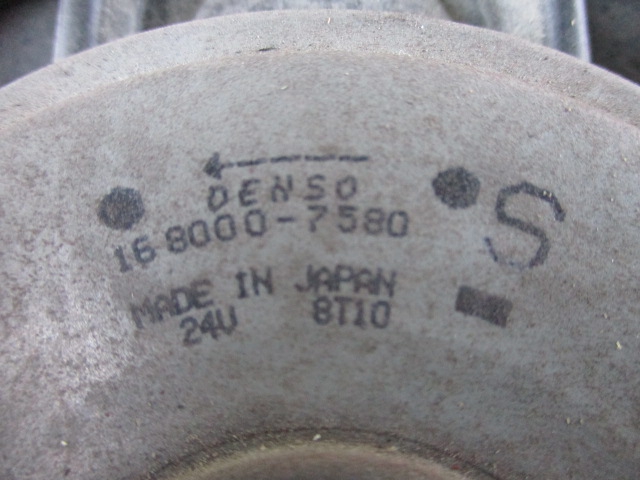 DENSO
168000-7580
S
MADE IN JAPAN
24V 8T10